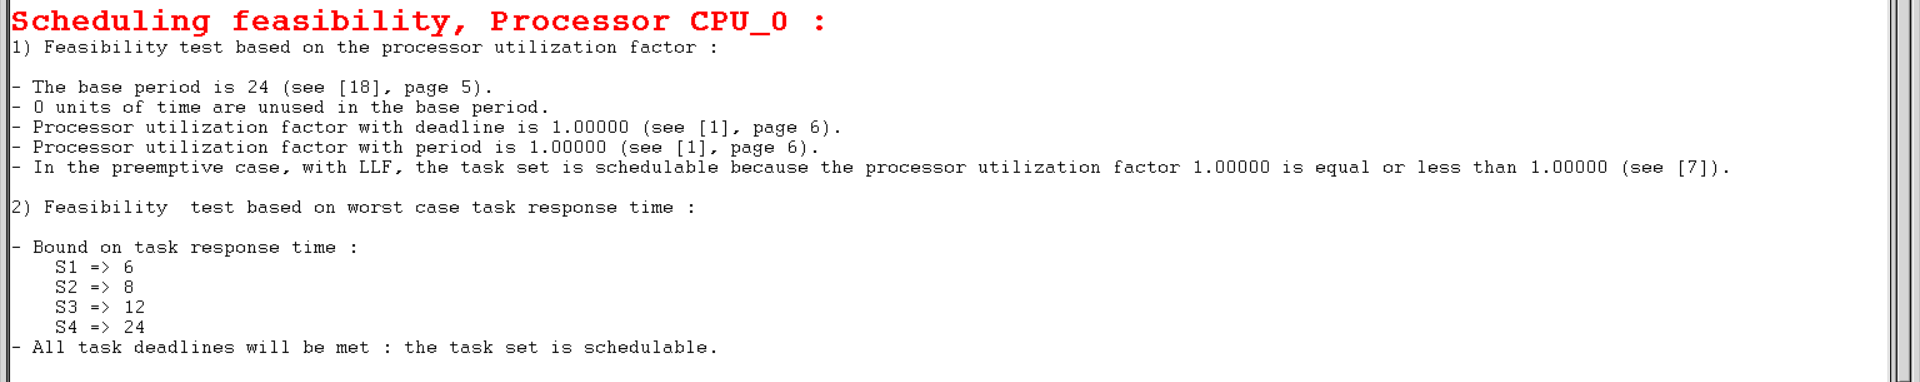 Scheduling feasibility, Processor CPU_0 :
1) Feasibility test based on the processor utilization factor :
- The base period is 24 (see [18], page 5).
- 0 units of time are unused in the base period.
- Processor utilization factor with deadline is 1.00000 (see [1], page 6).
- Processor utilization factor with period is 1.00000 (see [1], page 6).
- In the preemptive case, with LLF, the task set is schedulable because the processor utilization factor 1.00000 is equal or less than 1.00000 (see [7]).
2) Feasibility  test based on worst case task response time :
- Bound on task response time :
S1 => 6
S2 => 8
S3 => 12
S4 => 24
- All task deadlines will be met : the task set is schedulable.